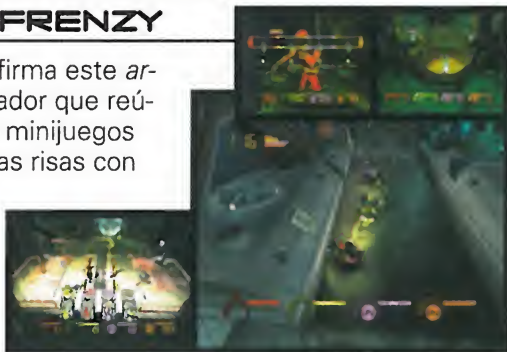 FRENZY
firma este ar-
ador que reú-
minijuegos
as risas con